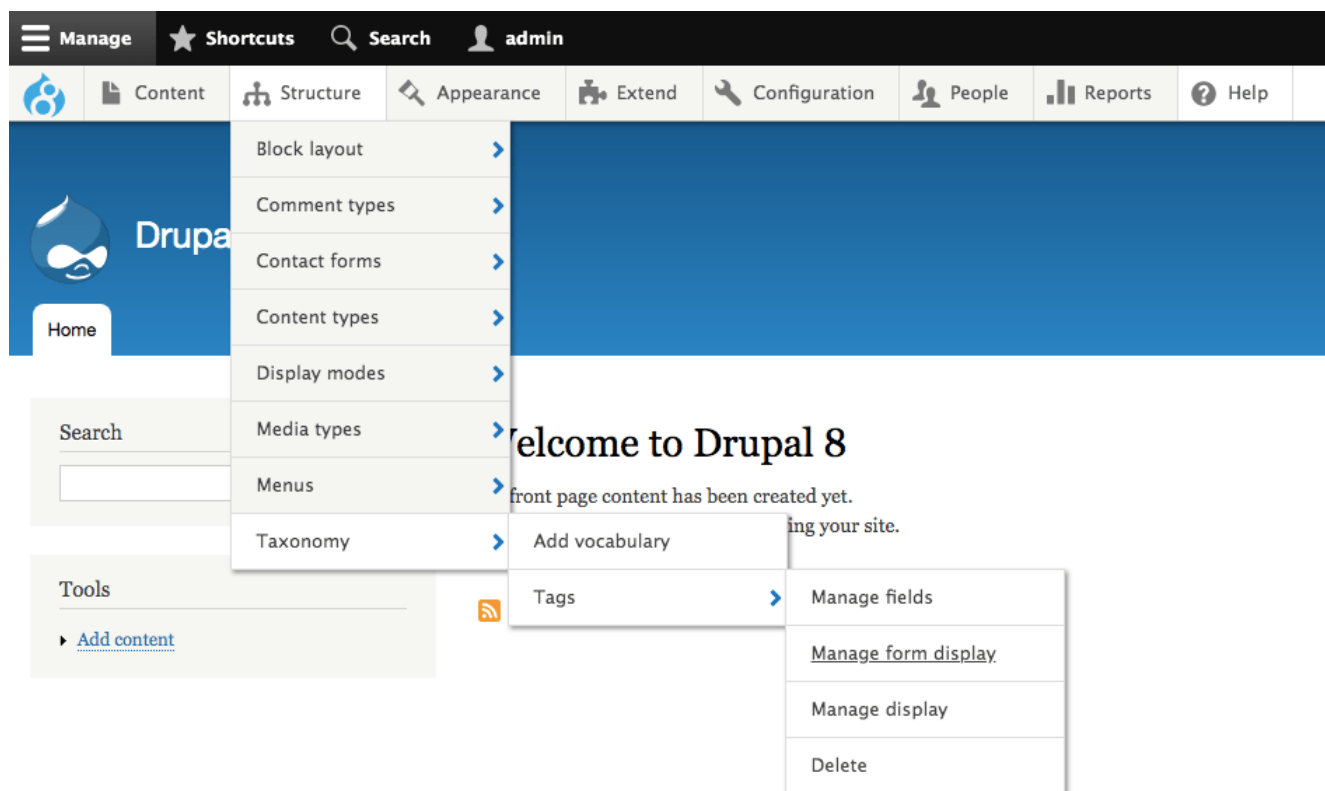 Manage Shortcuts Search admin
Content Structure Appearance Extend Configuration People Reports Help
Block layout
Comment types
Drupa
Contact forms
Home
Content types
Display modes
Search
Media types
elcome to Drupal 8
Menus
front page content has been created yet.
ing your site.
Taxonomy
Add vocabulary
Tools
Tags
Manage fields
Add content
Manage form display
Manage display
Delete